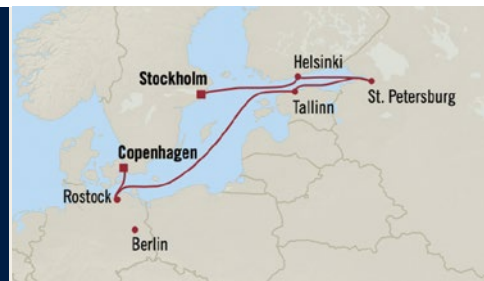 Helsinki
Stockholm
St. Petersburg
Tallinn
Copenhagen
Rostock
Berlin